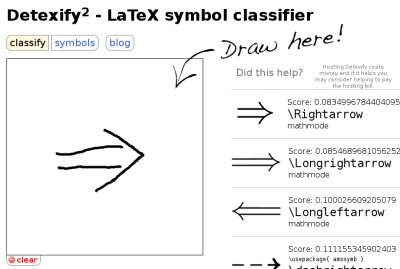 Detexify² - LaTeX symbol classifier
classify symbols blog
Draw here!
Did this help?
Hosting Detexify costs
money and if it helps you
may consider helping to pay
the hosting bill.
Score: 0.0834996784404095
\Rightarrow
mathmode
Score: 0.0854689681056252
\Longrightarrow
mathmode
Score: 0.100026609205079
\Longleftarrow
mathmode
Score: 0.111155345902403
\usepackage{ amssymb }
\dashrightarrow
clear